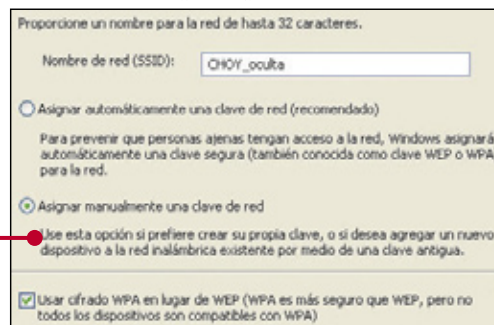 Proporcione un nombre para la red de hasta 32 caracteres.
Nombre de red (SSID): CHOY_oculta
Asignar automáticamente una clave de red (recomendado)
Para prevenir que personas ajenas tengan acceso a la red, Windows asignará
automáticamente una clave segura (también conocida como clave WEP o WPA
para la red.
Asignar manualmente una clave de red
Use esta opción si prefiere crear su propia clave, o si desea agregar un nuevo
dispositivo a la red inalámbrica existente por medio de una clave antigua.
Usar cifrado WPA en lugar de WEP (WPA es más seguro que WEP, pero no
todos los dispositivos son compatibles con WPA)